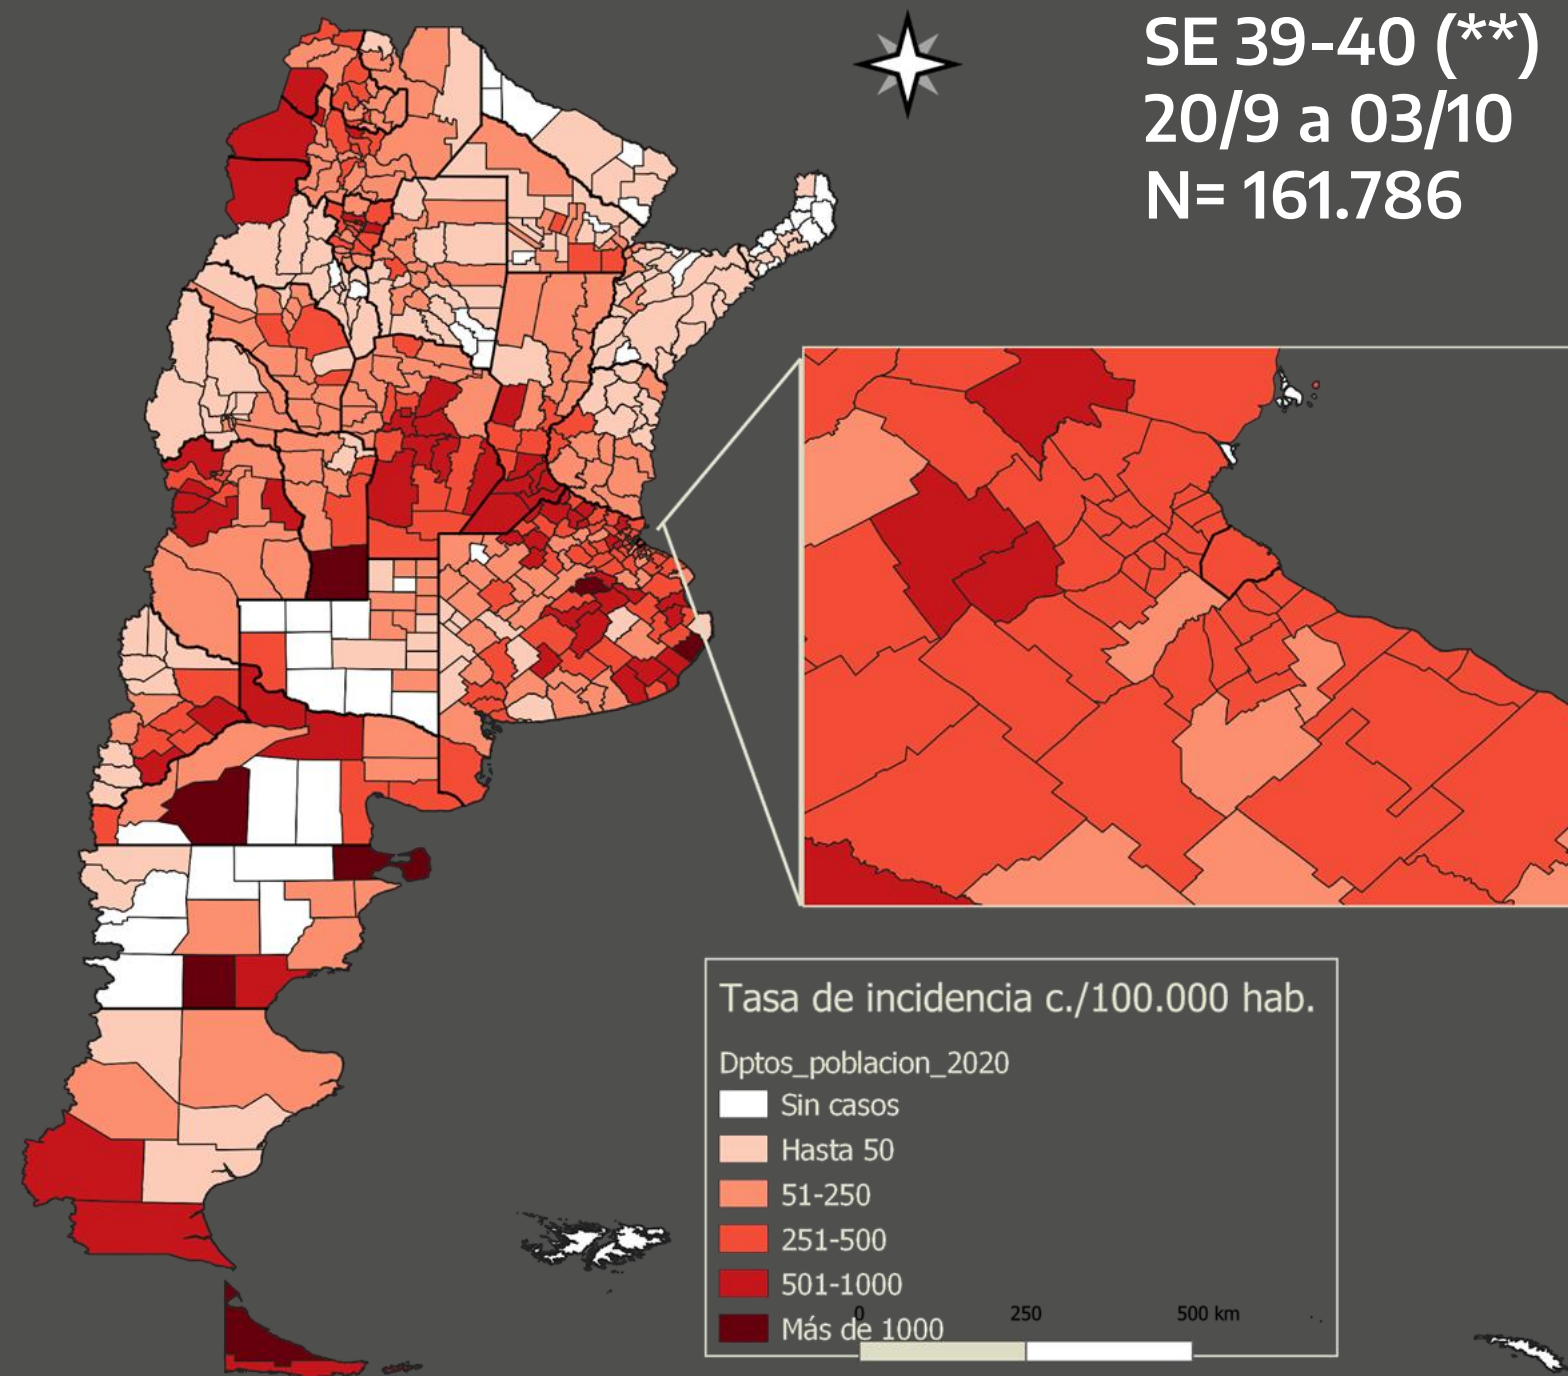 SE 39-40 (**)
20/9 a 03/10
N= 161.786
Tasa de incidencia c./100.000 hab.
Dptos_poblacion_2020
Sin casos
Hasta 50
51-250
251-500
501-1000
Más de 1000
0 250 500 km